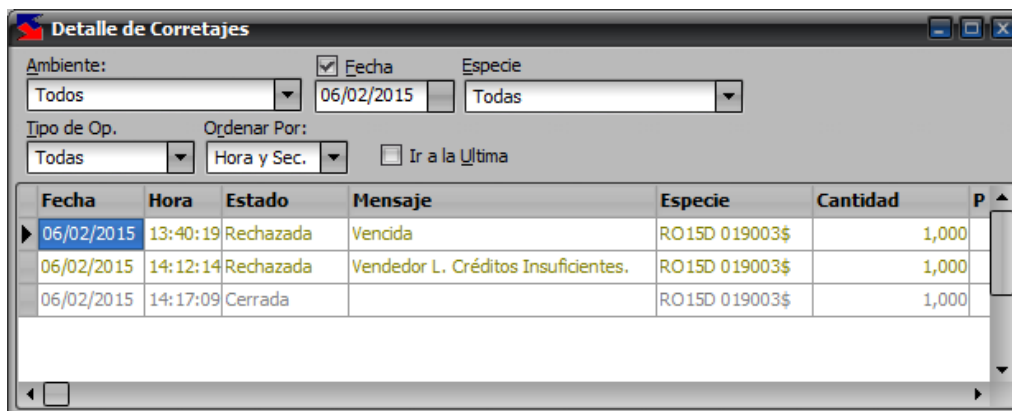 Detalle de Corretajes
Ambiente: Fecha Especie
Todos 06/02/2015 Todas
Tipo de Op. Ordenar Por:
Todas Hora y Sec. Ir a la Ultima
Fecha Hora Estado Mensaje Especie Cantidad P
06/02/2015 13:40:19 Rechazada Vencida RO15D 019003$ 1,000
06/02/2015 14:12:14 Rechazada Vendedor L. Créditos Insuficientes. RO15D 019003$ 1,000
06/02/2015 14:17:09 Cerrada RO15D 019003$ 1,000